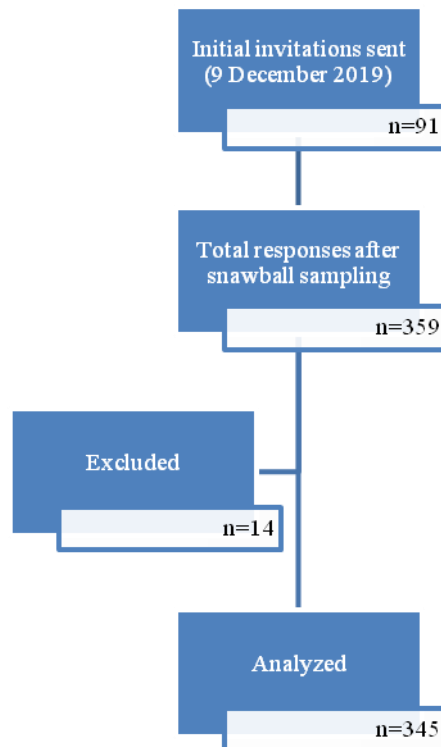 Initial invitations sent
(9 December 2019)
n=91
Total responses after
snawball sampling
n=359
Excluded
n=14
Analyzed
n=345